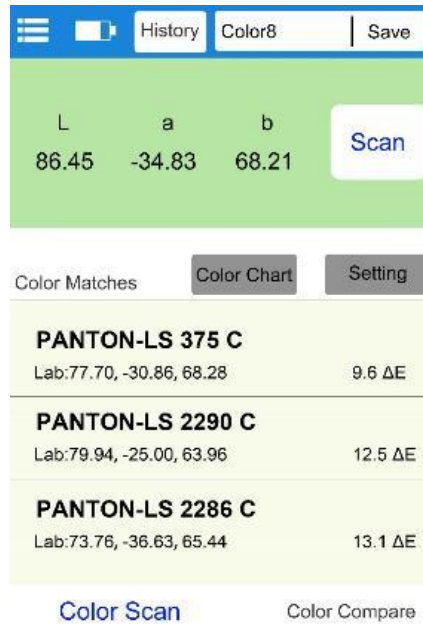 History Color8 Save
L a b
86.45 -34.83 68.21
Scan
Color Matches Color Chart Setting
PANTON-LS 375 C
Lab:77.70, -30.86, 68.28 9.6 ΔE
PANTON-LS 2290 C
Lab:79.94, -25.00, 63.96 12.5 ΔE
PANTON-LS 2286 C
Lab:73.76, -36.63, 65.44 13.1 ΔE
Color Scan Color Compare